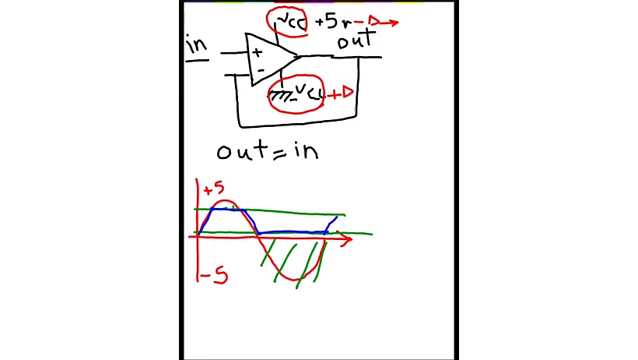 Vcc +5v-Δ
in
out
+
-
-Vcc+Δ
out=in
+5
-5